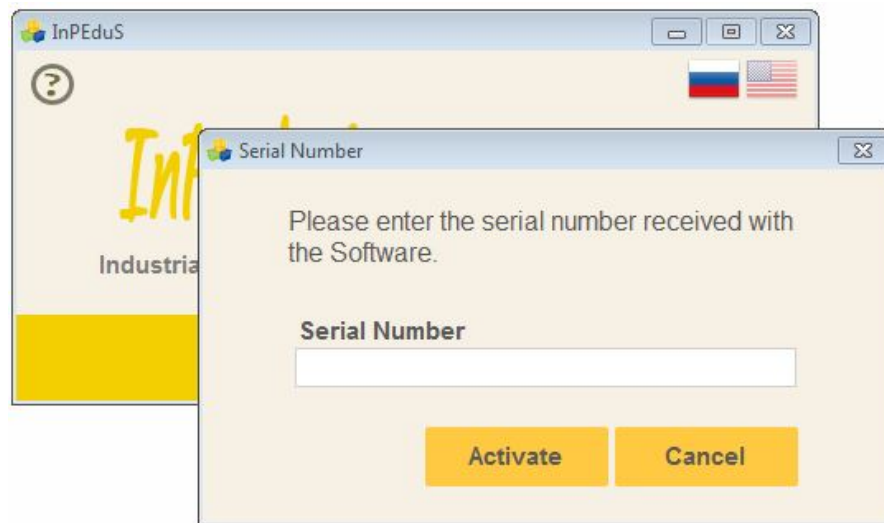 InPEduS
Serial Number
Please enter the serial number received with
the Software.
Serial Number
Activate
Cancel